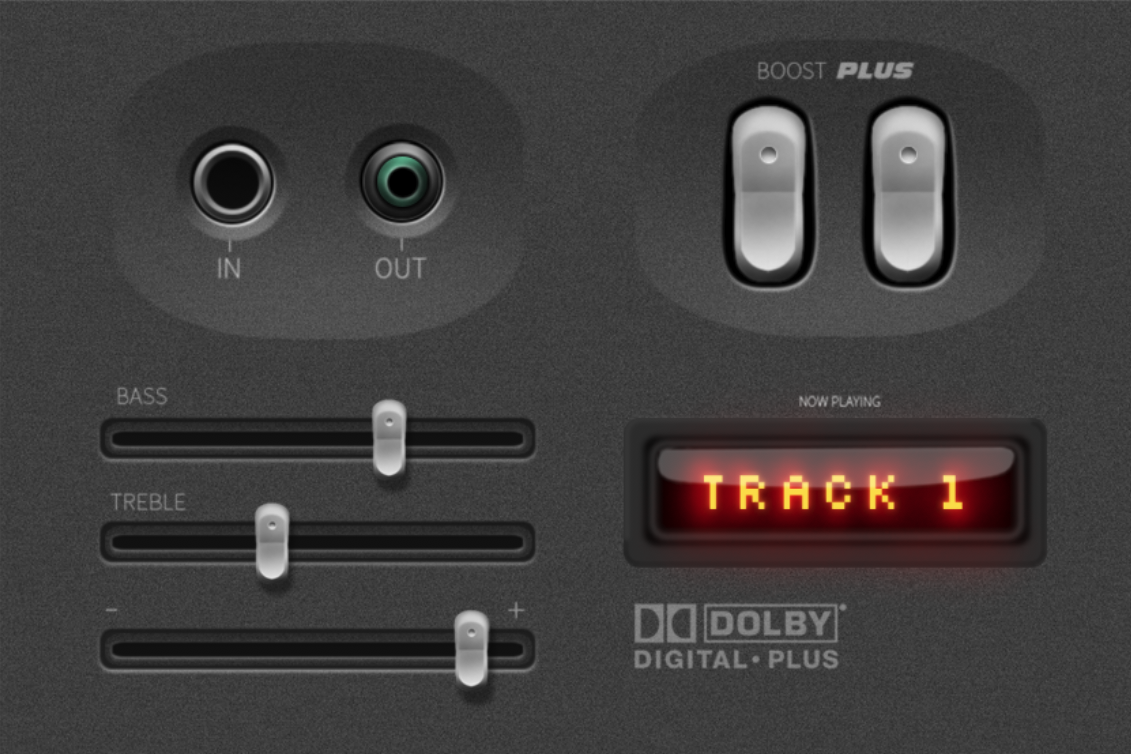 BOOST PLUS
IN
OUT
BASS
NOW PLAYING
TRACK 1
TREBLE
- +
DOLBY
DIGITAL·PLUS